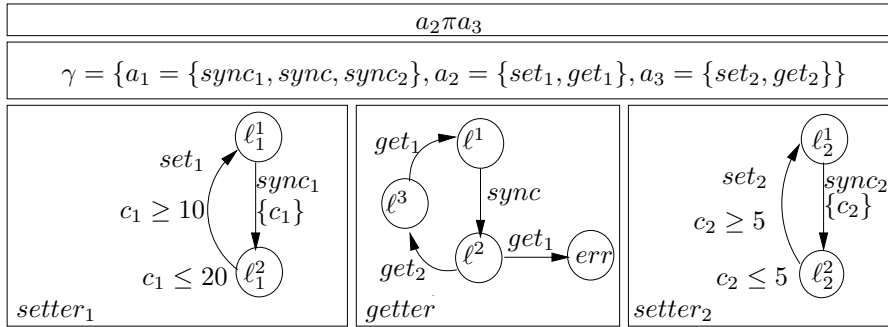 a₂πa₃
γ = {a₁ = {sync₁, sync, sync₂}, a₂ = {set₁, get₁}, a₃ = {set₂, get₂}}
ℓ₁¹
set₁
sync₁
{c₁}
c₁ ≥ 10
c₁ ≤ 20
ℓ₁²
setter₁
ℓ¹
get₁
sync
ℓ³
ℓ²
get₁
err
get₂
getter
ℓ₂¹
set₂
sync₂
{c₂}
c₂ ≥ 5
c₂ ≤ 5
ℓ₂²
setter₂